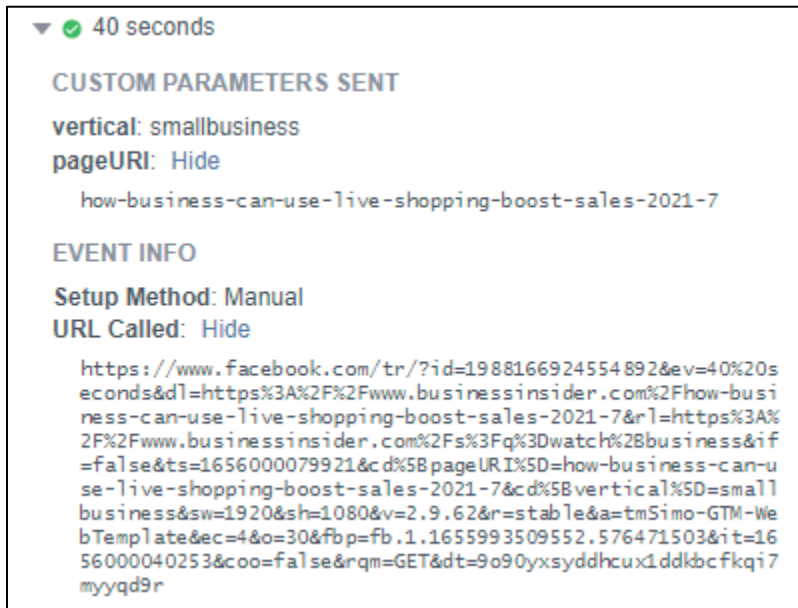 40 seconds
CUSTOM PARAMETERS SENT
vertical: smallbusiness
pageURI: Hide
how-business-can-use-live-shopping-boost-sales-2021-7
EVENT INFO
Setup Method: Manual
URL Called: Hide
https://www.facebook.com/tr/?id=1988166924554892&ev=40%20s
econds&dl=https%3A%2F%2Fwww.businessinsider.com%2Fhow-busi
ness-can-use-live-shopping-boost-sales-2021-7&rl=https%3A%
2F%2Fwww.businessinsider.com%2Fs%3Fq%3Dwatch%2Bbusiness&if
=false&ts=1656000079921&cd%5BpageURI%5D=how-business-can-u
se-live-shopping-boost-sales-2021-7&cd%5Bvertical%5D=small
business&sw=1920&sh=1080&v=2.9.62&r=stable&a=tmSimo-GTM-We
bTemplate&ec=4&o=30&fbp=fb.1.1655993509552.576471503&it=16
56000040253&coo=false&rqm=GET&dt=9o90yxsyddhcux1ddkbcfkqi7
myyqd9r